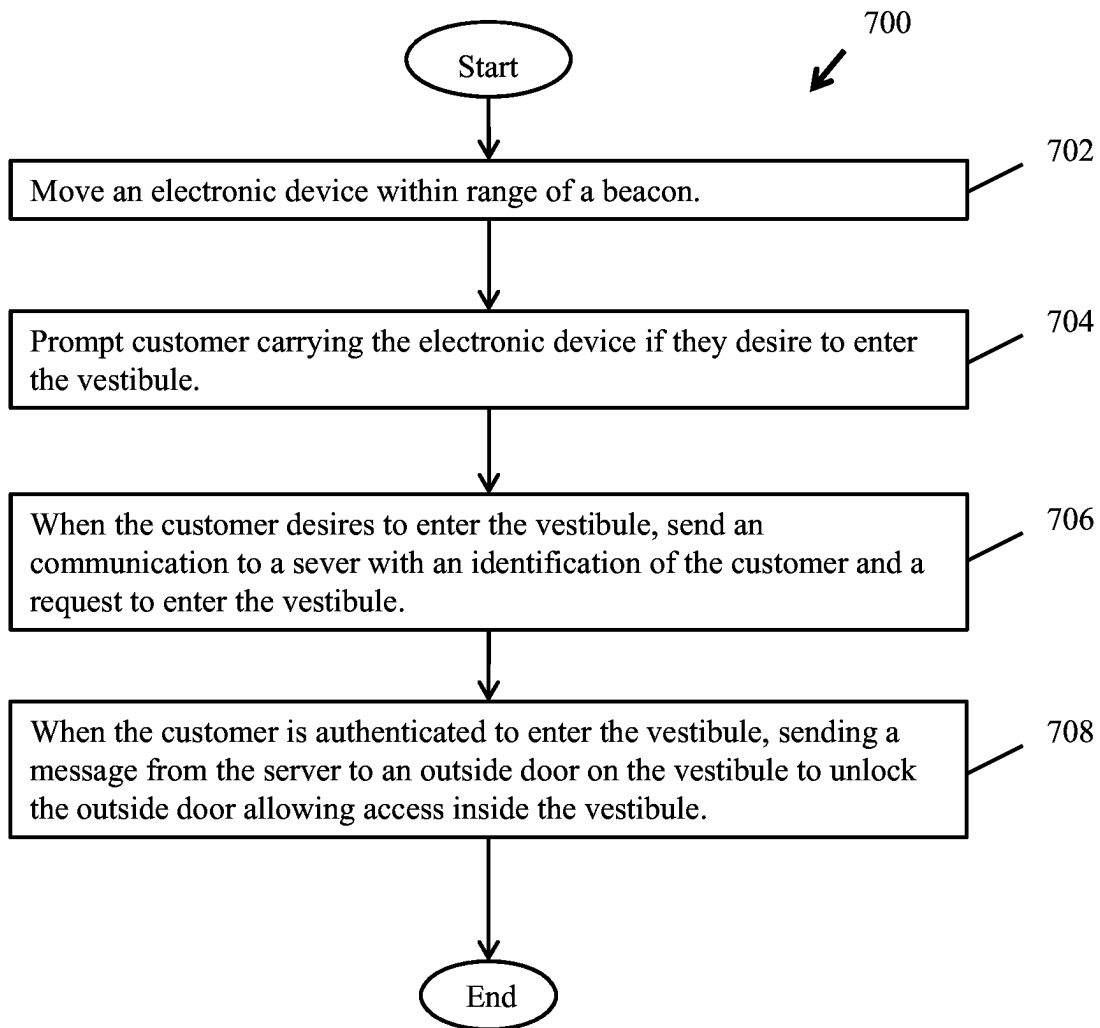 700
Start
702
Move an electronic device within range of a beacon.
704
Prompt customer carrying the electronic device if they desire to enter
the vestibule.
706
When the customer desires to enter the vestibule, send an
communication to a sever with an identification of the customer and a
request to enter the vestibule.
708
When the customer is authenticated to enter the vestibule, sending a
message from the server to an outside door on the vestibule to unlock
the outside door allowing access inside the vestibule.
End